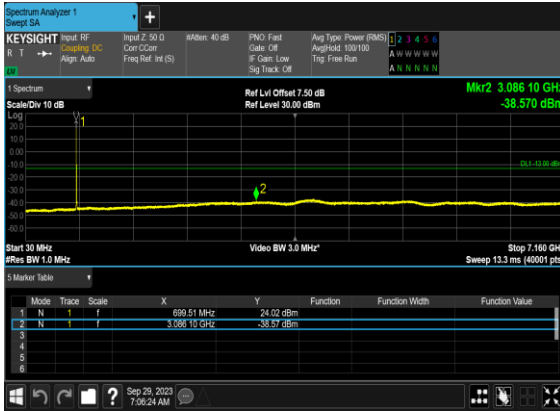 Spectrum Analyzer 1
Swept SA
+
KEYSIGHT Input: RF Input Z: 50 Ω #Atten: 40 dB PNO: Fast Avg Type: Power (RMS) 1 2 3 4 5 6
R T Coupling: DC Corr CCorr Gate: Off Avg|Hold: 100/100 A W W W W W
Align: Auto Freq Ref: Int (S) IF Gain: Low Trig: Free Run
Sig Track: Off A N N N N N
1 Spectrum
Ref Lvl Offset 7.50 dB Mkr2 3.086 10 GHz
Scale/Div 10 dB Ref Level 30.00 dBm -38.570 dBm
Log
20.0
10.0
0.00
-10.0
DL1 -13.00 dBm
-20.0
-30.0
-40.0
-50.0
-60.0
1
2
Start 30 MHz Video BW 3.0 MHz* Stop 7.160 GHz
#Res BW 1.0 MHz Sweep 13.3 ms (40001 pts)
5 Marker Table
Mode Trace Scale X Y Function Function Width Function Value
1 N 1 f 699.51 MHz 24.02 dBm
2 N 1 f 3.086 10 GHz -38.57 dBm
3
4
5
6
? Sep 29, 2023
7:06:24 AM